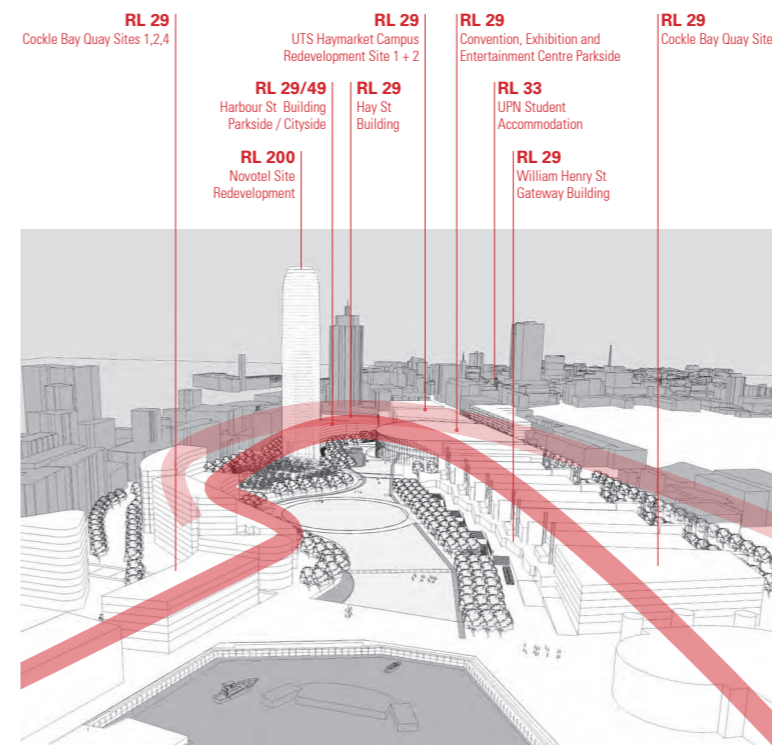 RL 29
Cockle Bay Quay Sites 1,2,4
RL 29
UTS Haymarket Campus
Redevelopment Site 1 + 2
RL 29
Convention, Exhibition and
Entertainment Centre Parkside
RL 29
Cockle Bay Quay Site
RL 29/49
Harbour St Building
Parkside / Cityside
RL 29
Hay St
Building
RL 33
UPN Student
Accommodation
RL 200
Novotel Site
Redevelopment
RL 29
William Henry St
Gateway Building